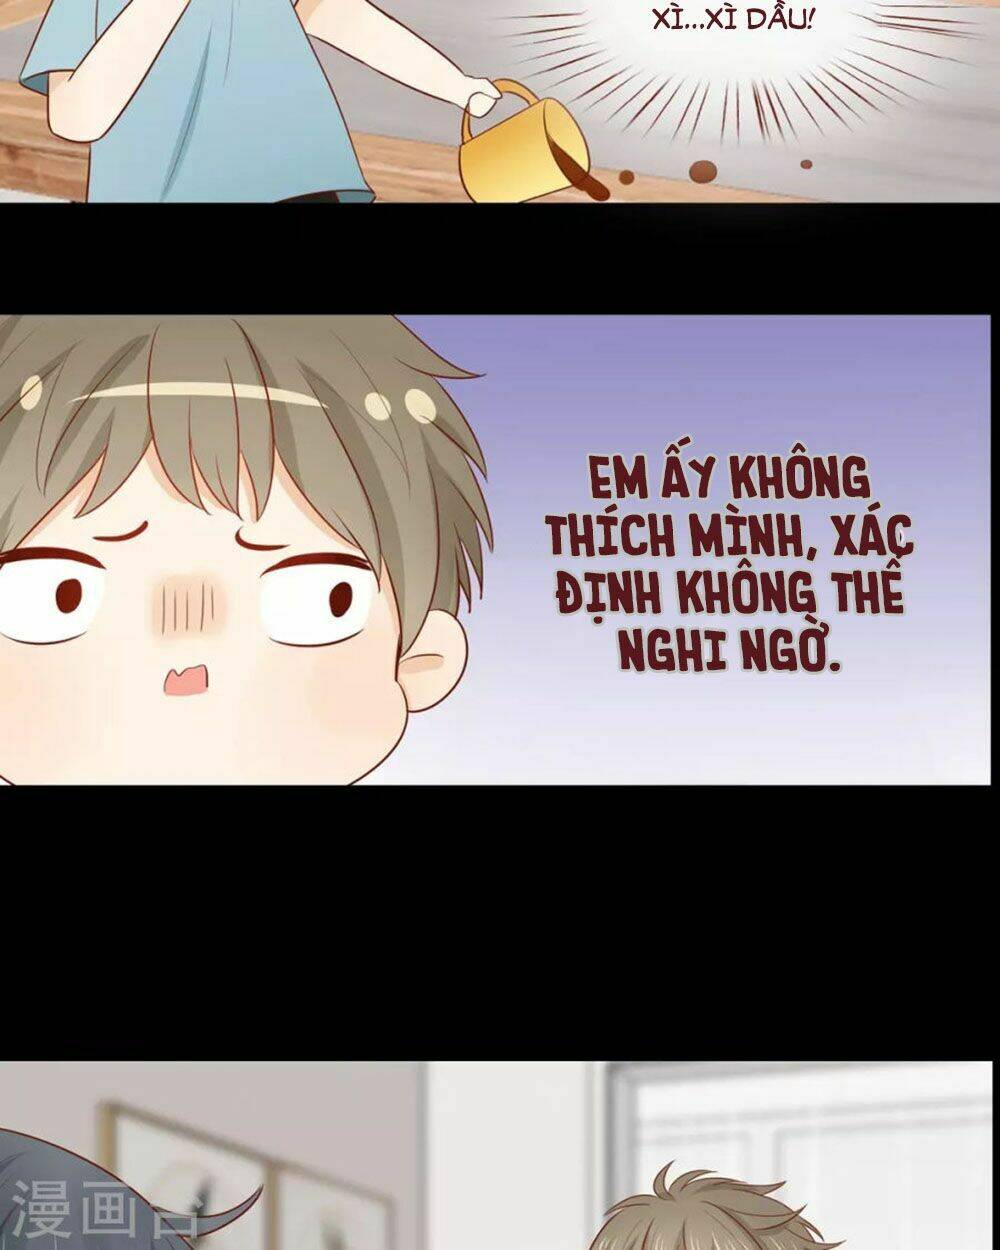 XÌ...XÌ DẦU!
EM ẤY KHÔNG
THÍCH MÌNH, XÁC
ĐỊNH KHÔNG THỂ
NGHI NGỜ.
漫画台